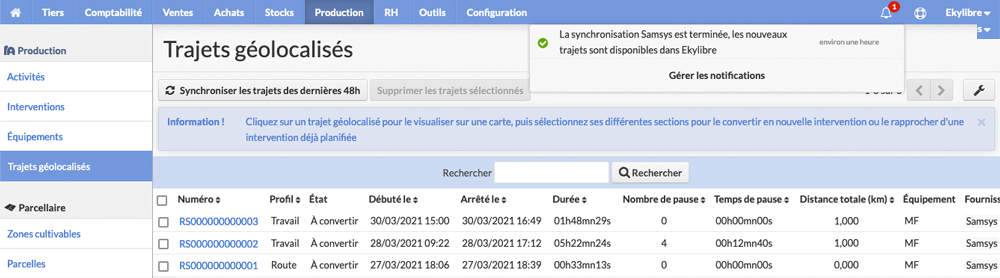 Tiers Comptabilité Ventes Achats Stocks Production RH Outils Configuration 1 Ekylibre
Production
Activités
Interventions
Équipements
Trajets géolocalisés
Parcellaire
Zones cultivables
Parcelles
Trajets géolocalisés
La synchronisation Samsys est terminée, les nouveaux
trajets sont disponibles dans Ekylibre
environ une heure
Gérer les notifications
Synchroniser les trajets des dernières 48h Supprimer les trajets sélectionnés
Information ! Cliquez sur un trajet géolocalisé pour le visualiser sur une carte, puis sélectionnez ses différentes sections pour le convertir en nouvelle intervention ou le rapprocher d'une
intervention déjà planifiée ×
Rechercher Rechercher
Numéro Profil État Débuté le Arrêté le Durée Nombre de pause Temps de pause Distance totale (km) Équipement Fourniss
RS000000000003 Travail À convertir 30/03/2021 15:00 30/03/2021 16:49 01h48mn29s 0 00h00mn00s 1,000 MF Samsys
RS000000000002 Travail À convertir 28/03/2021 09:22 28/03/2021 17:12 05h22mn24s 4 00h12mn40s 1,000 MF Samsys
RS000000000001 Route À convertir 27/03/2021 18:06 27/03/2021 18:39 00h33mn13s 0 00h00mn00s 0,000 MF Samsys